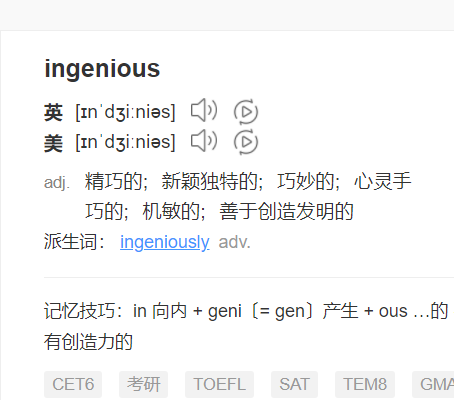 ingenious
英 [ɪnˈdʒiːniəs]
美 [ɪnˈdʒiːniəs]
adj. 精巧的；新颖独特的；巧妙的；心灵手
巧的；机敏的；善于创造发明的
派生词： ingeniously adv.
记忆技巧：in 向内 + geni〔= gen〕产生 + ous …的
有创造力的
CET6 考研 TOEFL SAT TEM8 GMA